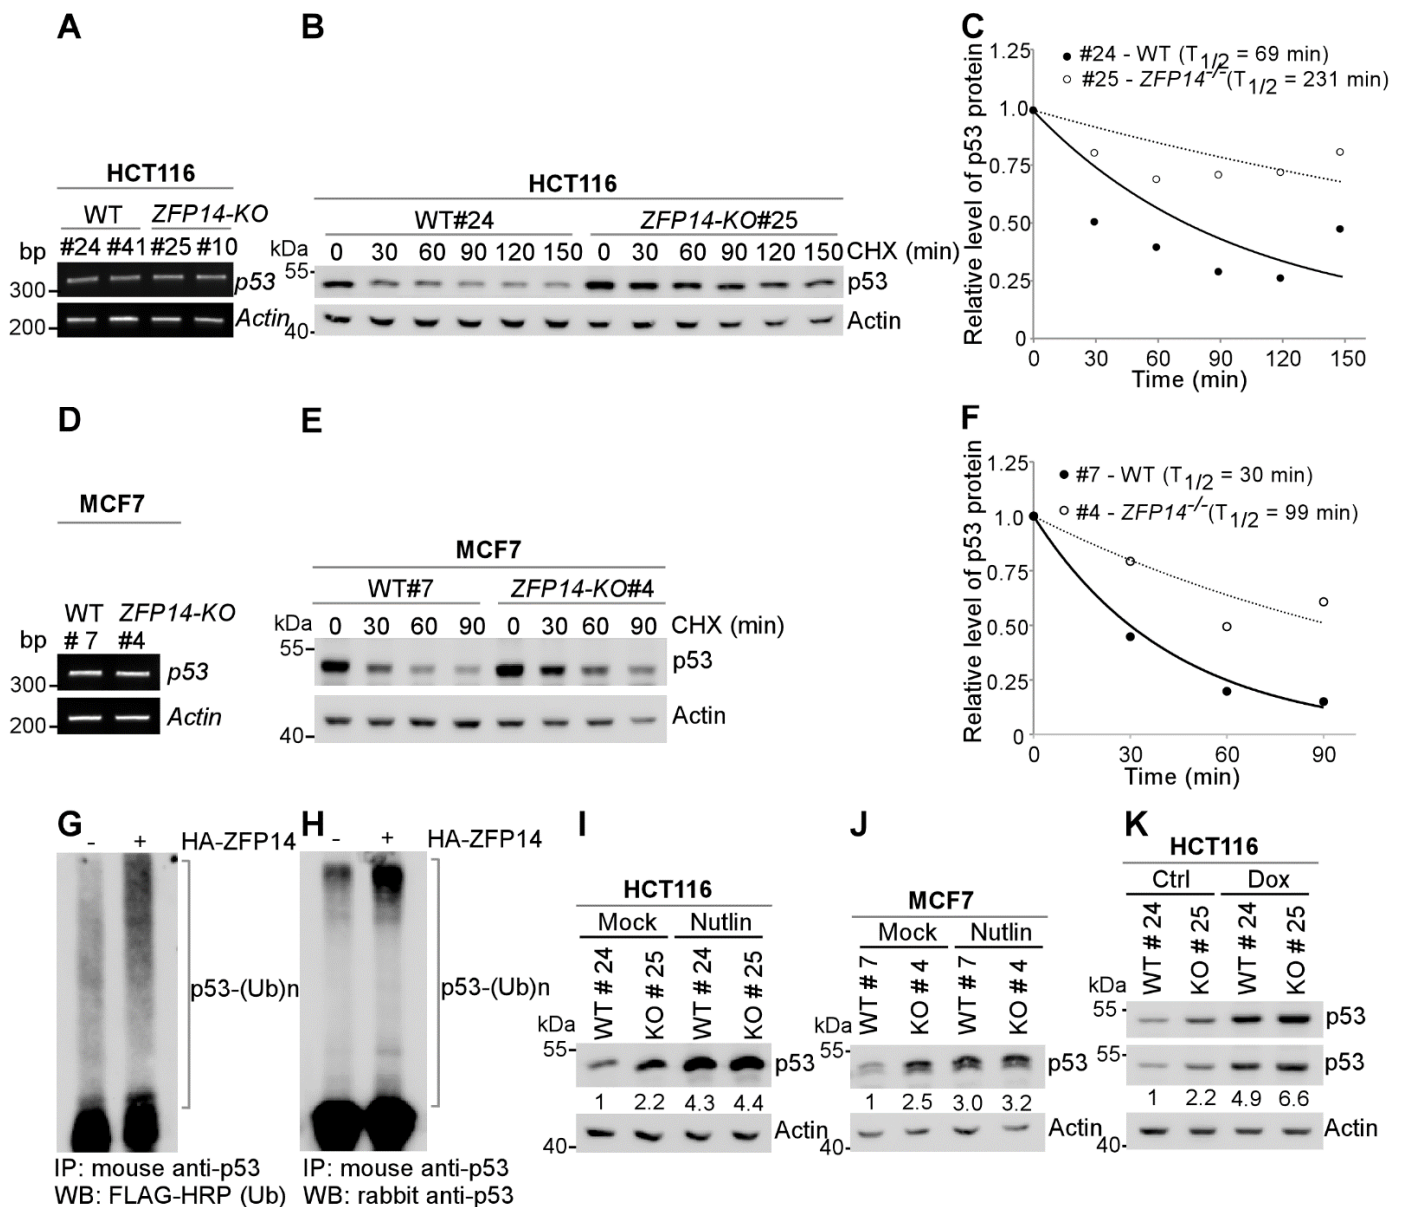 A
HCT116
WT ZFP14-KO
bp #24 #41 #25 #10
300 p53
200 Actin
B
HCT116
WT#24 ZFP14-KO#25
kDa 0 30 60 90 120 150 0 30 60 90 120 150 CHX (min)
55 p53
40 Actin
C
#24 - WT (T1/2 = 69 min)
#25 - ZFP14-/-(T1/2 = 231 min)
Relative level of p53 protein
1.25
1.0
0.75
0.50
0.25
0
0 30 60 90 120 150
Time (min)
D
MCF7
WT ZFP14-KO
bp # 7 #4
300 p53
200 Actin
E
MCF7
WT#7 ZFP14-KO#4
kDa 0 30 60 90 0 30 60 90 CHX (min)
55 p53
40 Actin
F
#7 - WT (T1/2 = 30 min)
#4 - ZFP14-/-(T1/2 = 99 min)
Relative level of p53 protein
1.25
1.0
0.75
0.50
0.25
0
0 30 60 90
Time (min)
G
- + HA-ZFP14
p53-(Ub)n
IP: mouse anti-p53
WB: FLAG-HRP (Ub)
H
- + HA-ZFP14
p53-(Ub)n
IP: mouse anti-p53
WB: rabbit anti-p53
I
HCT116
Mock Nutlin
WT # 24 KO # 25 WT # 24 KO # 25
kDa
55 p53
1 2.2 4.3 4.4
40 Actin
J
MCF7
Mock Nutlin
WT # 7 KO # 4 WT # 7 KO # 4
kDa
55 p53
1 2.5 3.0 3.2
40 Actin
K
HCT116
Ctrl Dox
WT # 24 KO # 25 WT # 24 KO # 25
kDa
55 p53
55 p53
1 2.2 4.9 6.6
40 Actin